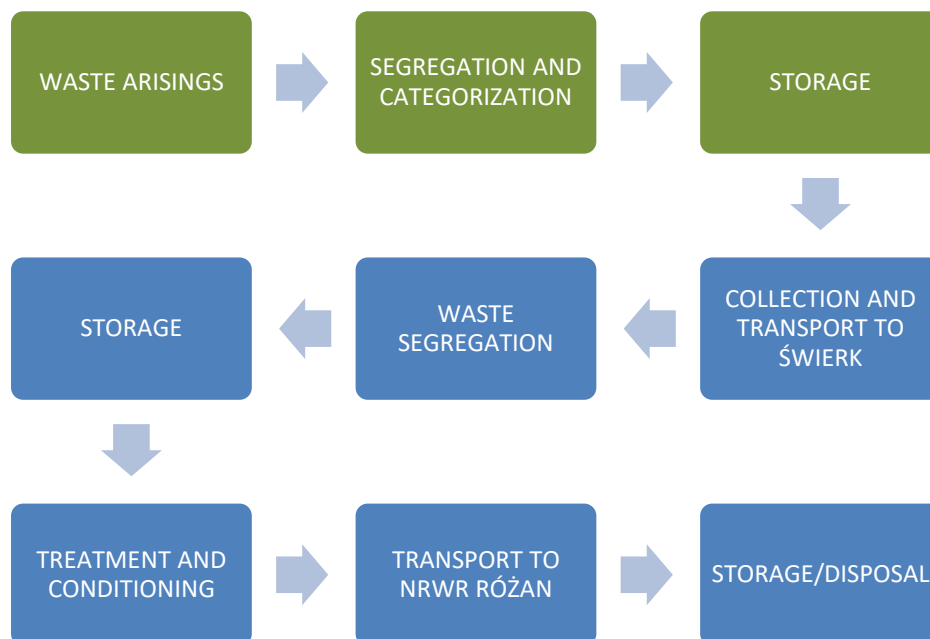 WASTE ARISINGS
SEGREGATION AND
CATEGORIZATION
STORAGE
COLLECTION AND
TRANSPORT TO
ŚWIERK
WASTE
SEGREGATION
STORAGE
TREATMENT AND
CONDITIONING
TRANSPORT TO
NRWR RÓŻAN
STORAGE/DISPOSAL